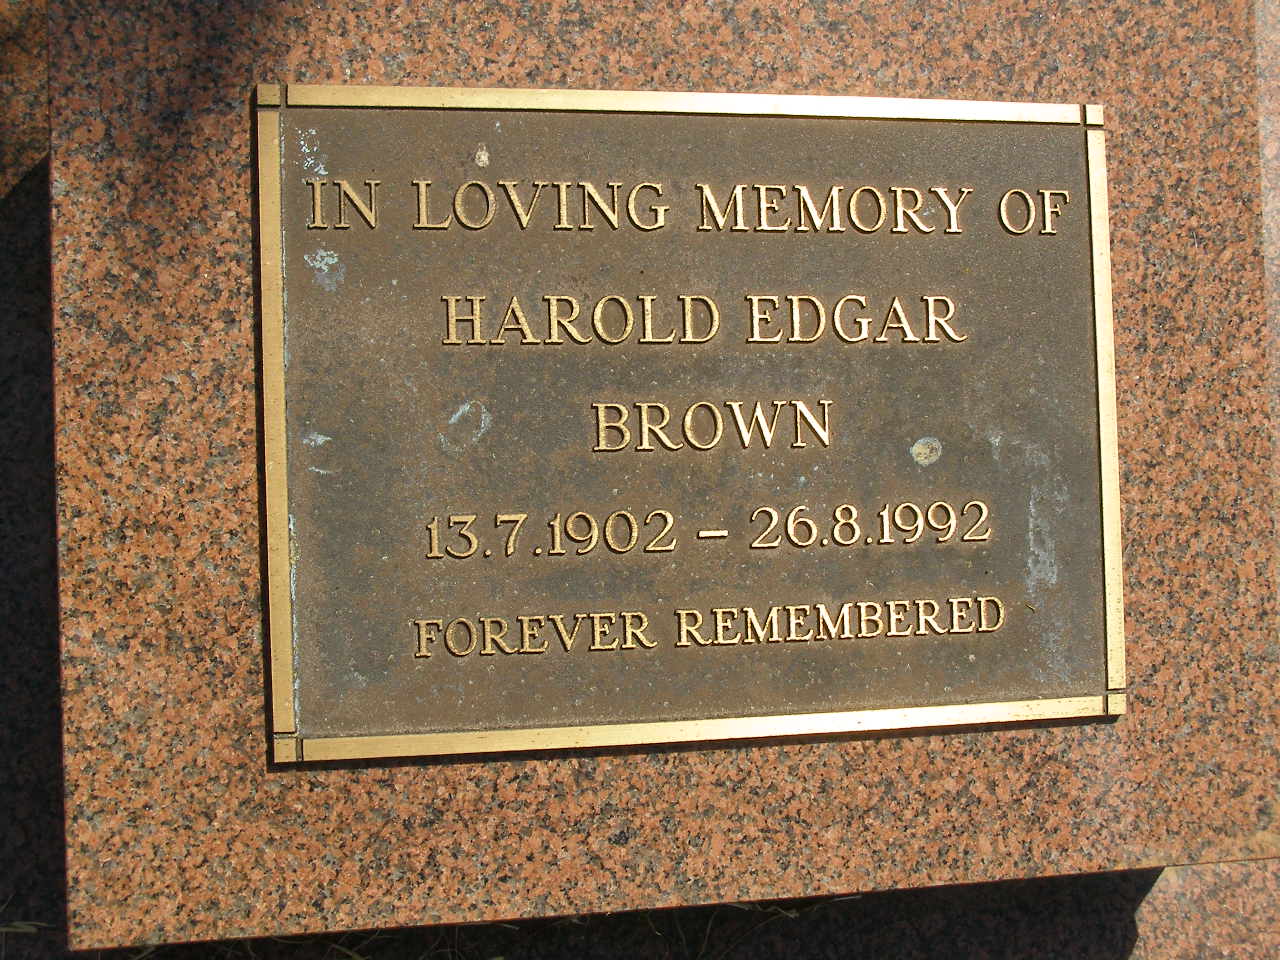 IN LOVING MEMORY OF
HAROLD EDGAR
BROWN
13.7.1902 – 26.8.1992
FOREVER REMEMBERED